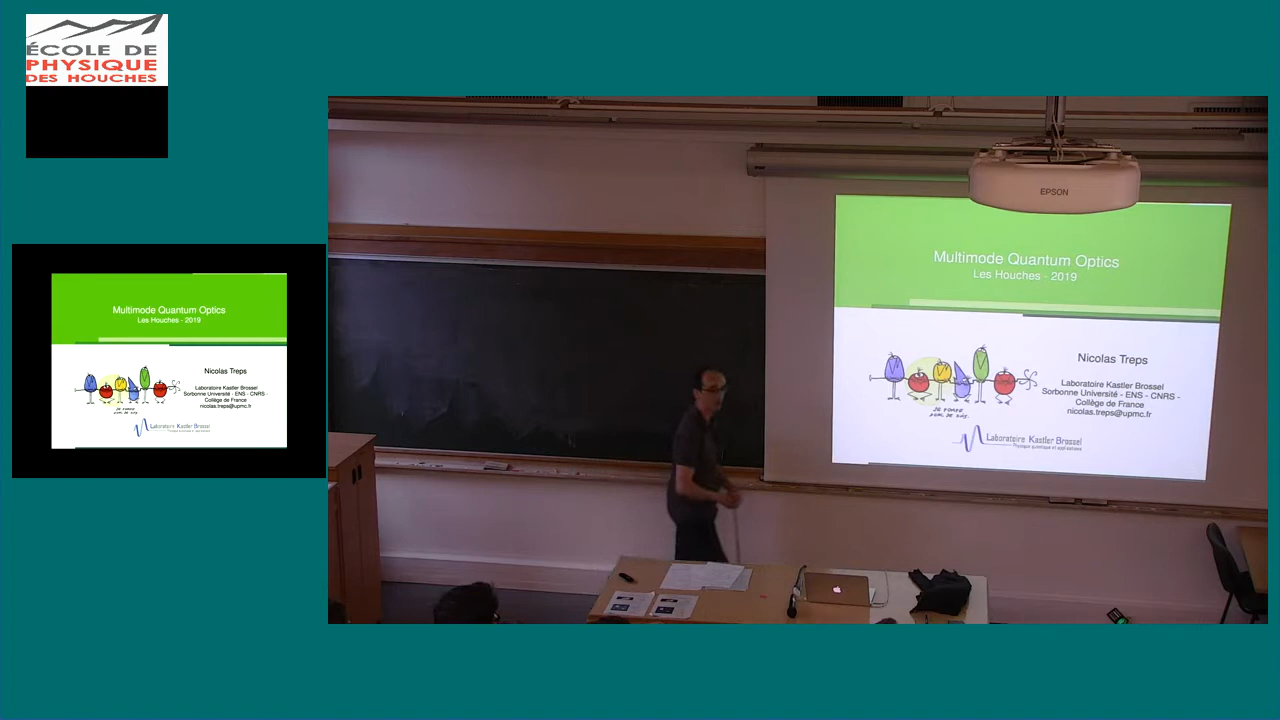 ÉCOLE DE
PHYSIQUE
DES HOUCHES
Multimode Quantum Optics
Les Houches - 2019
Nicolas Treps
Laboratoire Kastler Brossel
Sorbonne Université - ENS - CNRS -
Collège de France
nicolas.treps@upmc.fr
Laboratoire Kastler Brossel
EPSON
Multimode Quantum Optics
Les Houches - 2019
Nicolas Treps
Laboratoire Kastler Brossel
Sorbonne Université - ENS - CNRS -
Collège de France
nicolas.treps@upmc.fr
Laboratoire Kastler Brossel
Physique quantique et applications